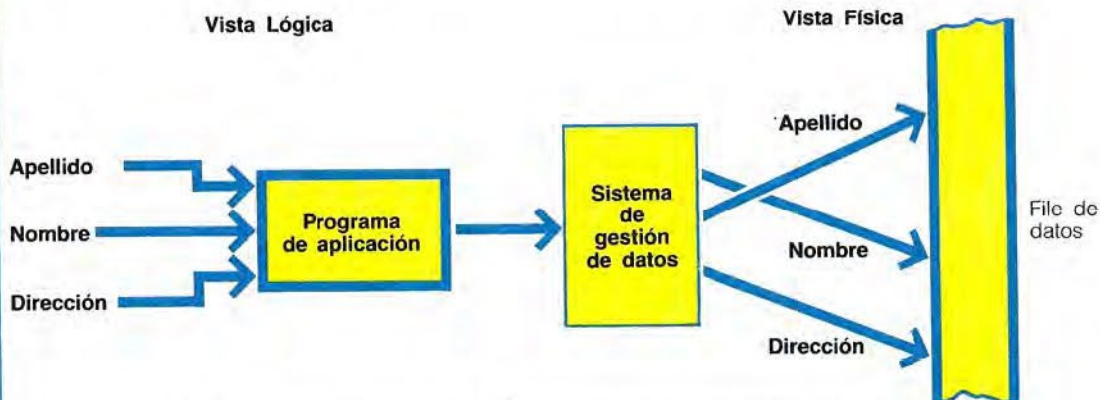 Vista Lógica
Vista Física
Apellido
Nombre
Dirección
Programa
de aplicación
Sistema
de
gestión
de datos
Apellido
Nombre
Dirección
File de
datos